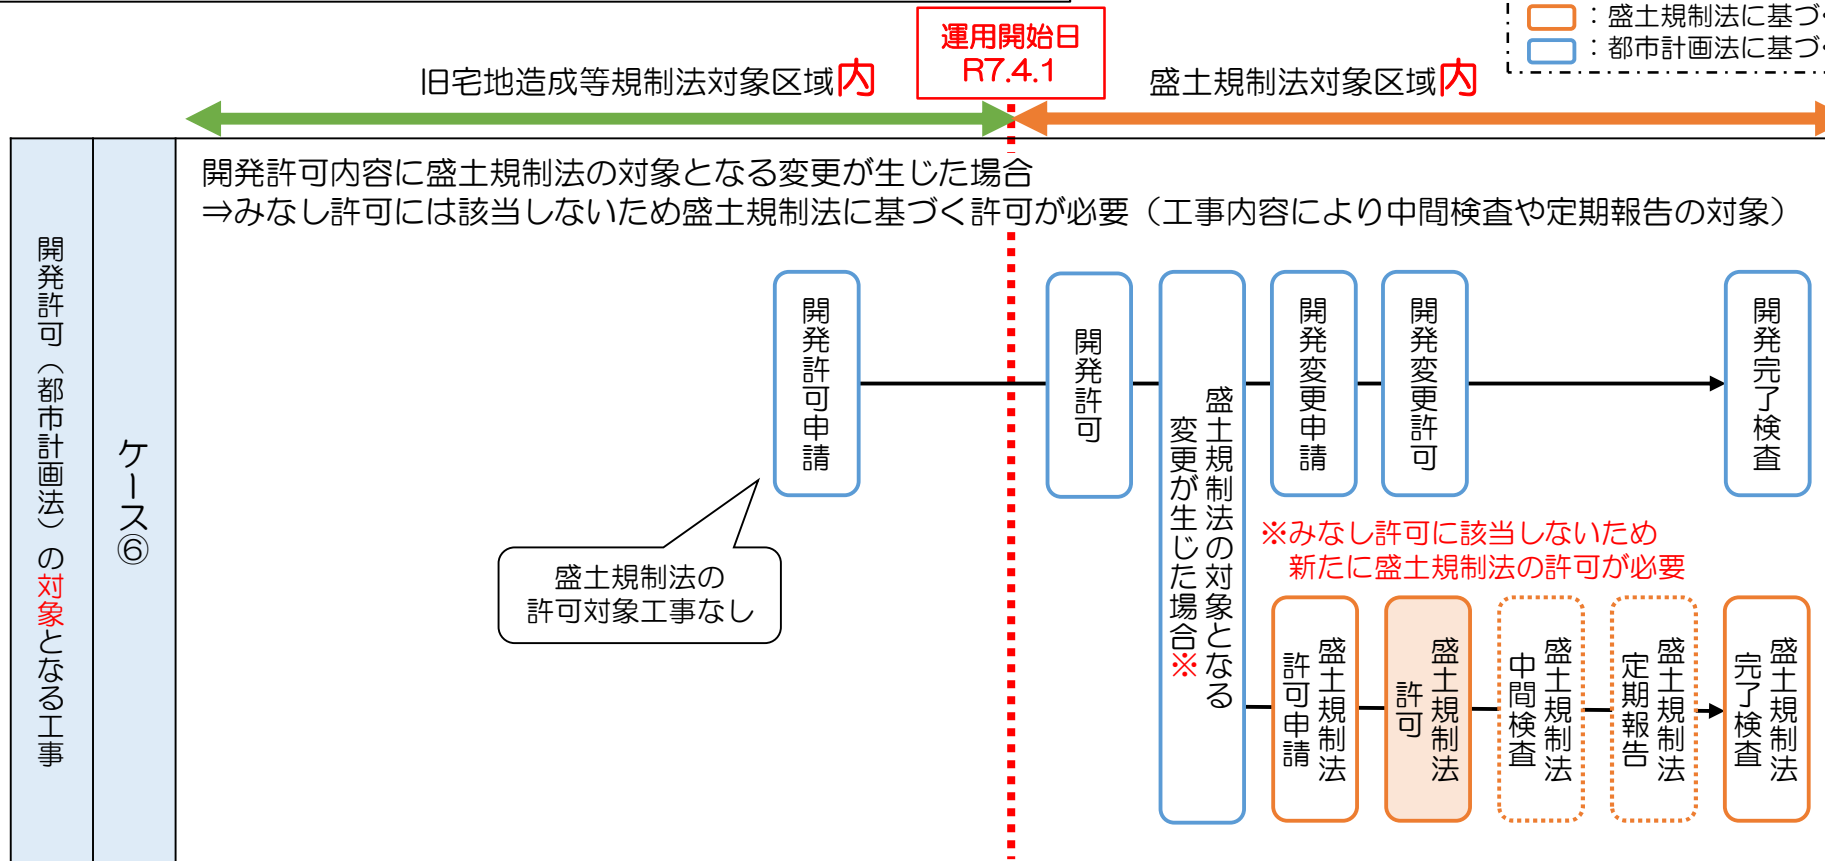 ：盛土規制法に基づ
：都市計画法に基づ
運用開始日
R7.4.1
旧宅地造成等規制法対象区域内
盛土規制法対象区域内
開発許可（都市計画法）の対象となる工事
ケース⑥
開発許可内容に盛土規制法の対象となる変更が生じた場合
⇒みなし許可には該当しないため盛土規制法に基づく許可が必要（工事内容により中間検査や定期報告の対象）
開発許可申請
開発許可
盛土規制法の対象となる
変更が生じた場合※
開発変更申請
開発変更許可
開発完了検査
盛土規制法の
許可対象工事なし
※みなし許可に該当しないため
新たに盛土規制法の許可が必要
盛土規制法
許可申請
盛土規制法
許可
盛土規制法
中間検査
盛土規制法
定期報告
盛土規制法
完了検査